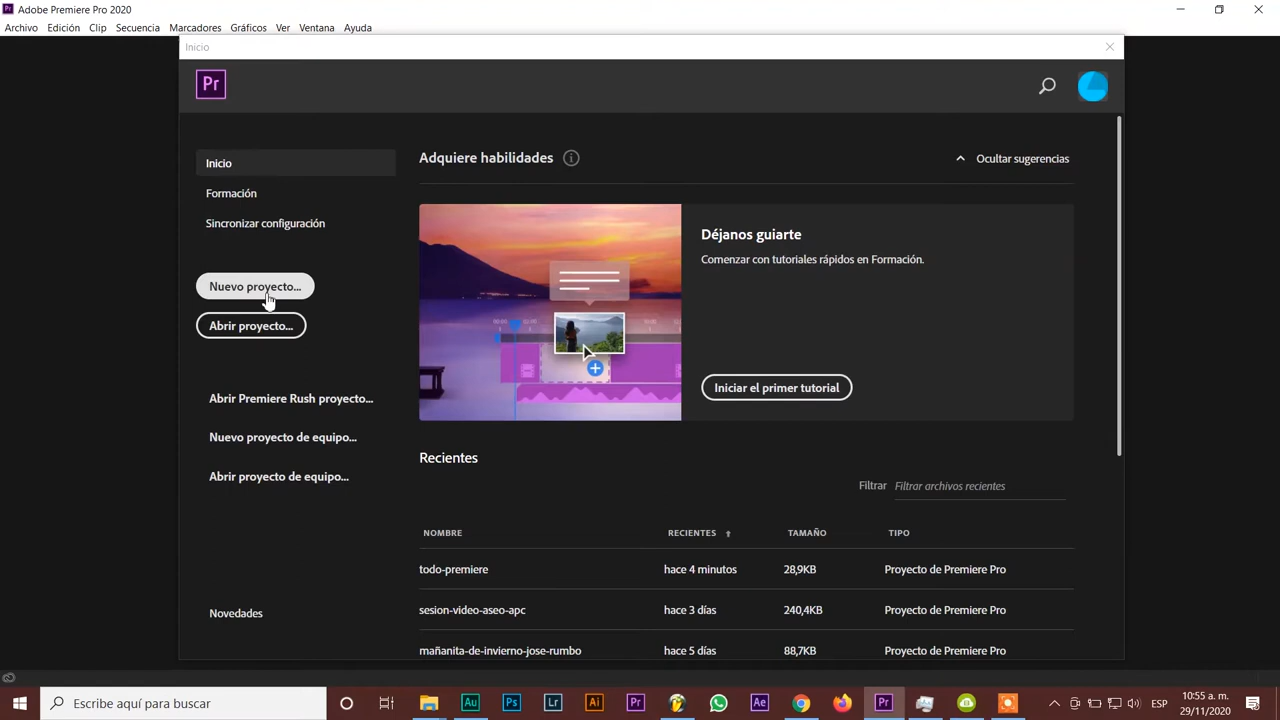 Adobe Premiere Pro 2020
Archivo Edición Clip Secuencia Marcadores Gráficos Ver Ventana Ayuda
Inicio
Pr
Inicio
Formación
Sincronizar configuración
Nuevo proyecto...
Abrir proyecto...
Abrir Premiere Rush proyecto...
Nuevo proyecto de equipo...
Abrir proyecto de equipo...
Novedades
Adquiere habilidades
Ocultar sugerencias
00:00
Déjanos guiarte
Comenzar con tutoriales rápidos en Formación.
Iniciar el primer tutorial
Recientes
Filtrar Filtrar archivos recientes
NOMBRE RECIENTES TAMAÑO TIPO
todo-premiere hace 4 minutos 28,9KB Proyecto de Premiere Pro
sesion-video-aseo-apc hace 3 días 240,4KB Proyecto de Premiere Pro
mañanita-de-invierno-jose-rumbo hace 5 días 88,7KB Proyecto de Premiere Pro
Escribe aquí para buscar
Au Ps Lr Ai Pr Ae Pr
ESP
10:55 a. m.
29/11/2020